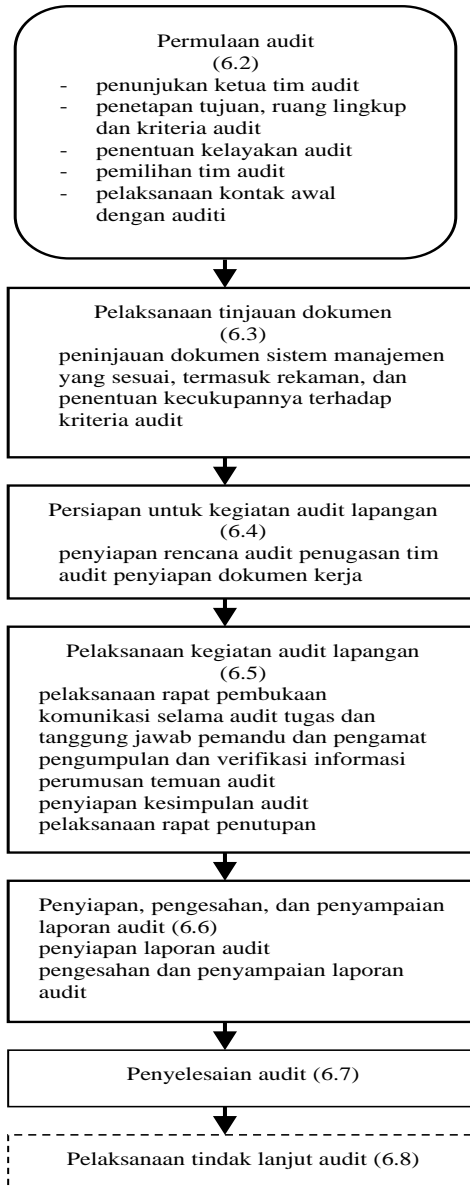 Permulaan audit
(6.2)
- penunjukan ketua tim audit
- penetapan tujuan, ruang lingkup
dan kriteria audit
- penentuan kelayakan audit
- pemilihan tim audit
- pelaksanaan kontak awal
dengan auditi
Pelaksanaan tinjauan dokumen
(6.3)
peninjauan dokumen sistem manajemen
yang sesuai, termasuk rekaman, dan
penentuan kecukupannya terhadap
kriteria audit
Persiapan untuk kegiatan audit lapangan
(6.4)
penyiapan rencana audit penugasan tim
audit penyiapan dokumen kerja
Pelaksanaan kegiatan audit lapangan
(6.5)
pelaksanaan rapat pembukaan
komunikasi selama audit tugas dan
tanggung jawab pemandu dan pengamat
pengumpulan dan verifikasi informasi
perumusan temuan audit
penyiapan kesimpulan audit
pelaksanaan rapat penutupan
Penyiapan, pengesahan, dan penyampaian
laporan audit (6.6)
penyiapan laporan audit
pengesahan dan penyampaian laporan
audit
Penyelesaian audit (6.7)
Pelaksanaan tindak lanjut audit (6.8)